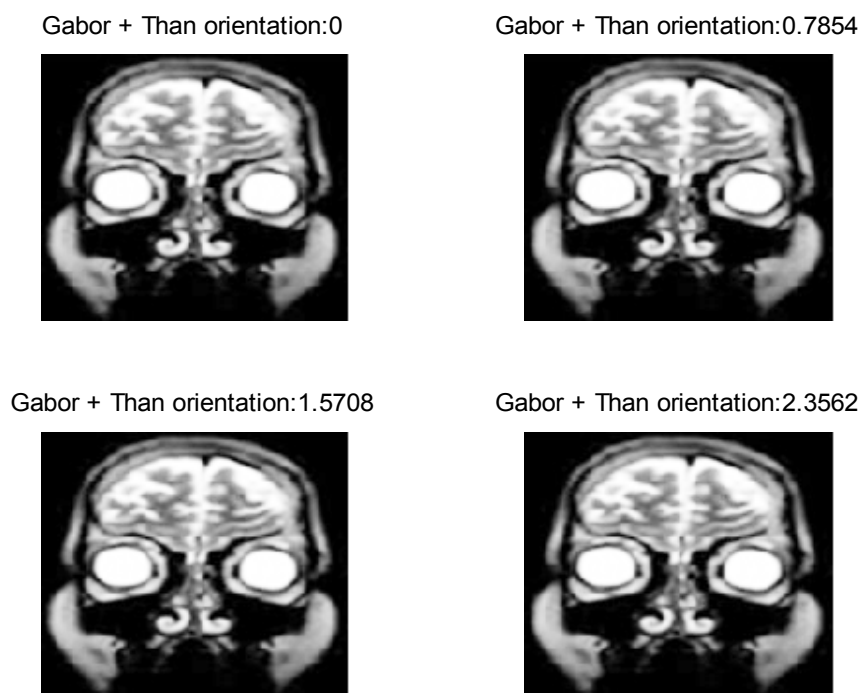 Gabor + Than orientation:0
Gabor + Than orientation:0.7854
Gabor + Than orientation:1.5708
Gabor + Than orientation:2.3562